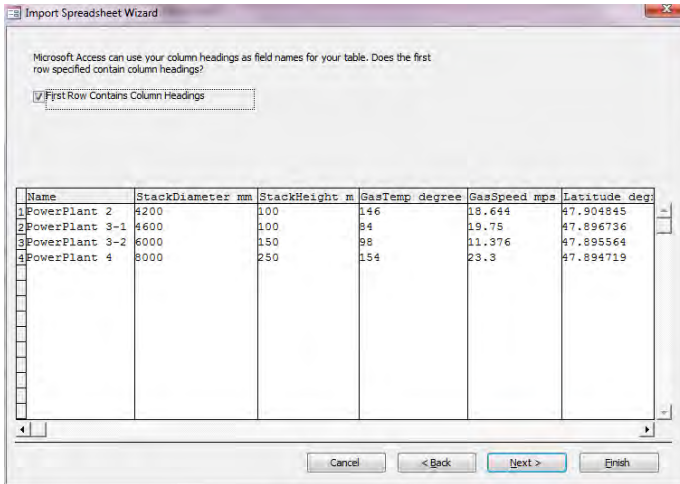 Import Spreadsheet Wizard
Microsoft Access can use your column headings as field names for your table. Does the first
row specified contain column headings?
First Row Contains Column Headings
Name StackDiameter mm StackHeight m GasTemp degree GasSpeed mps Latitude deg
1 PowerPlant 2 4200 100 146 18.644 47.904845
2 PowerPlant 3-1 4600 100 84 19.75 47.896736
3 PowerPlant 3-2 6000 150 98 11.376 47.895564
4 PowerPlant 4 8000 250 154 23.3 47.894719
Cancel < Back Next > Finish